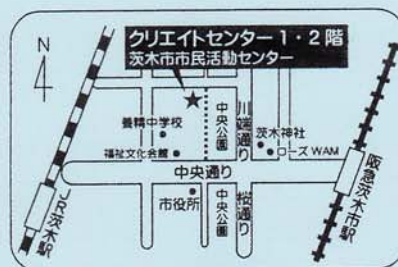 クリエイトセンター1・2階
茨木市市民活動センター
N
養精中学校
福祉文化会館
中央公園
川端通り
茨木神社
ローズWAM
中央通り
市役所
中央公園
桜通り
JR茨木駅
阪急茨木市駅